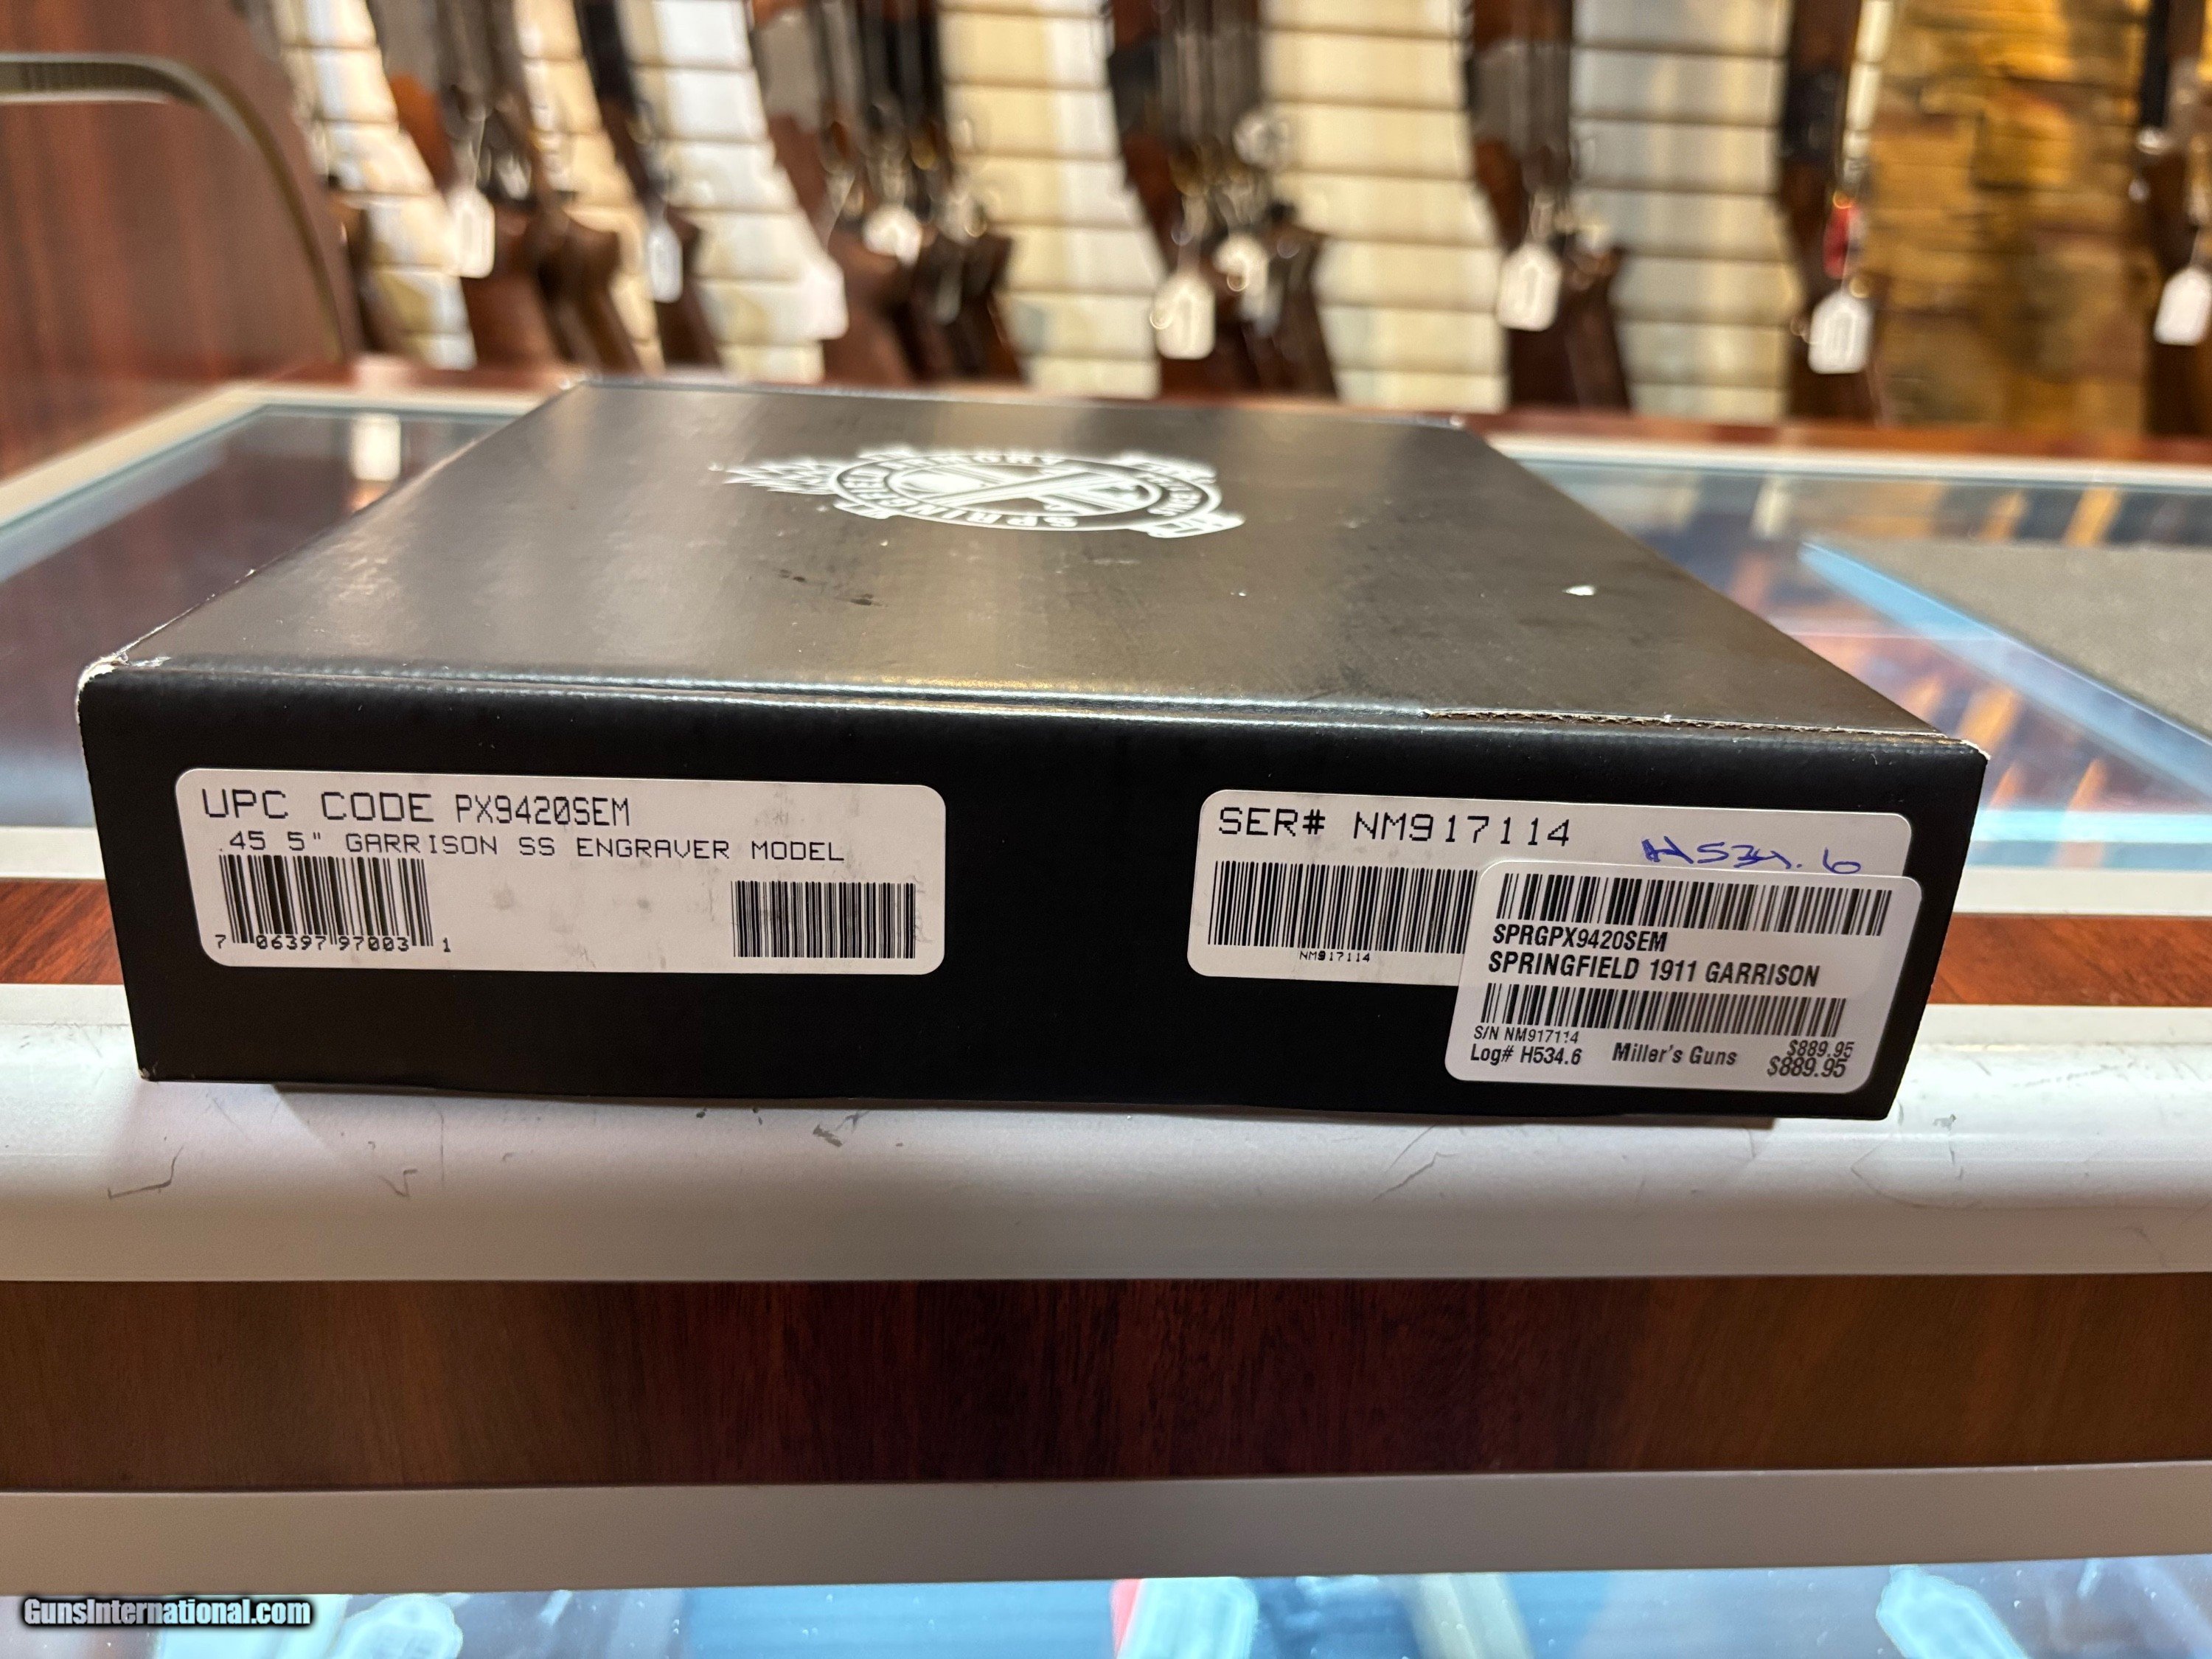 SPRINGFIELD
UPC CODE PX9420SEM
.45 5" GARRISON SS ENGRAVER MODEL
7 06397 97003 1
SER# NM917114
H534.6
NM917114
SPRGPX9420SEM
SPRINGFIELD 1911 GARRISON
S/N NM917114
Log# H534.6 Miller's Guns $889.95
$889.95
GunsInternational.com